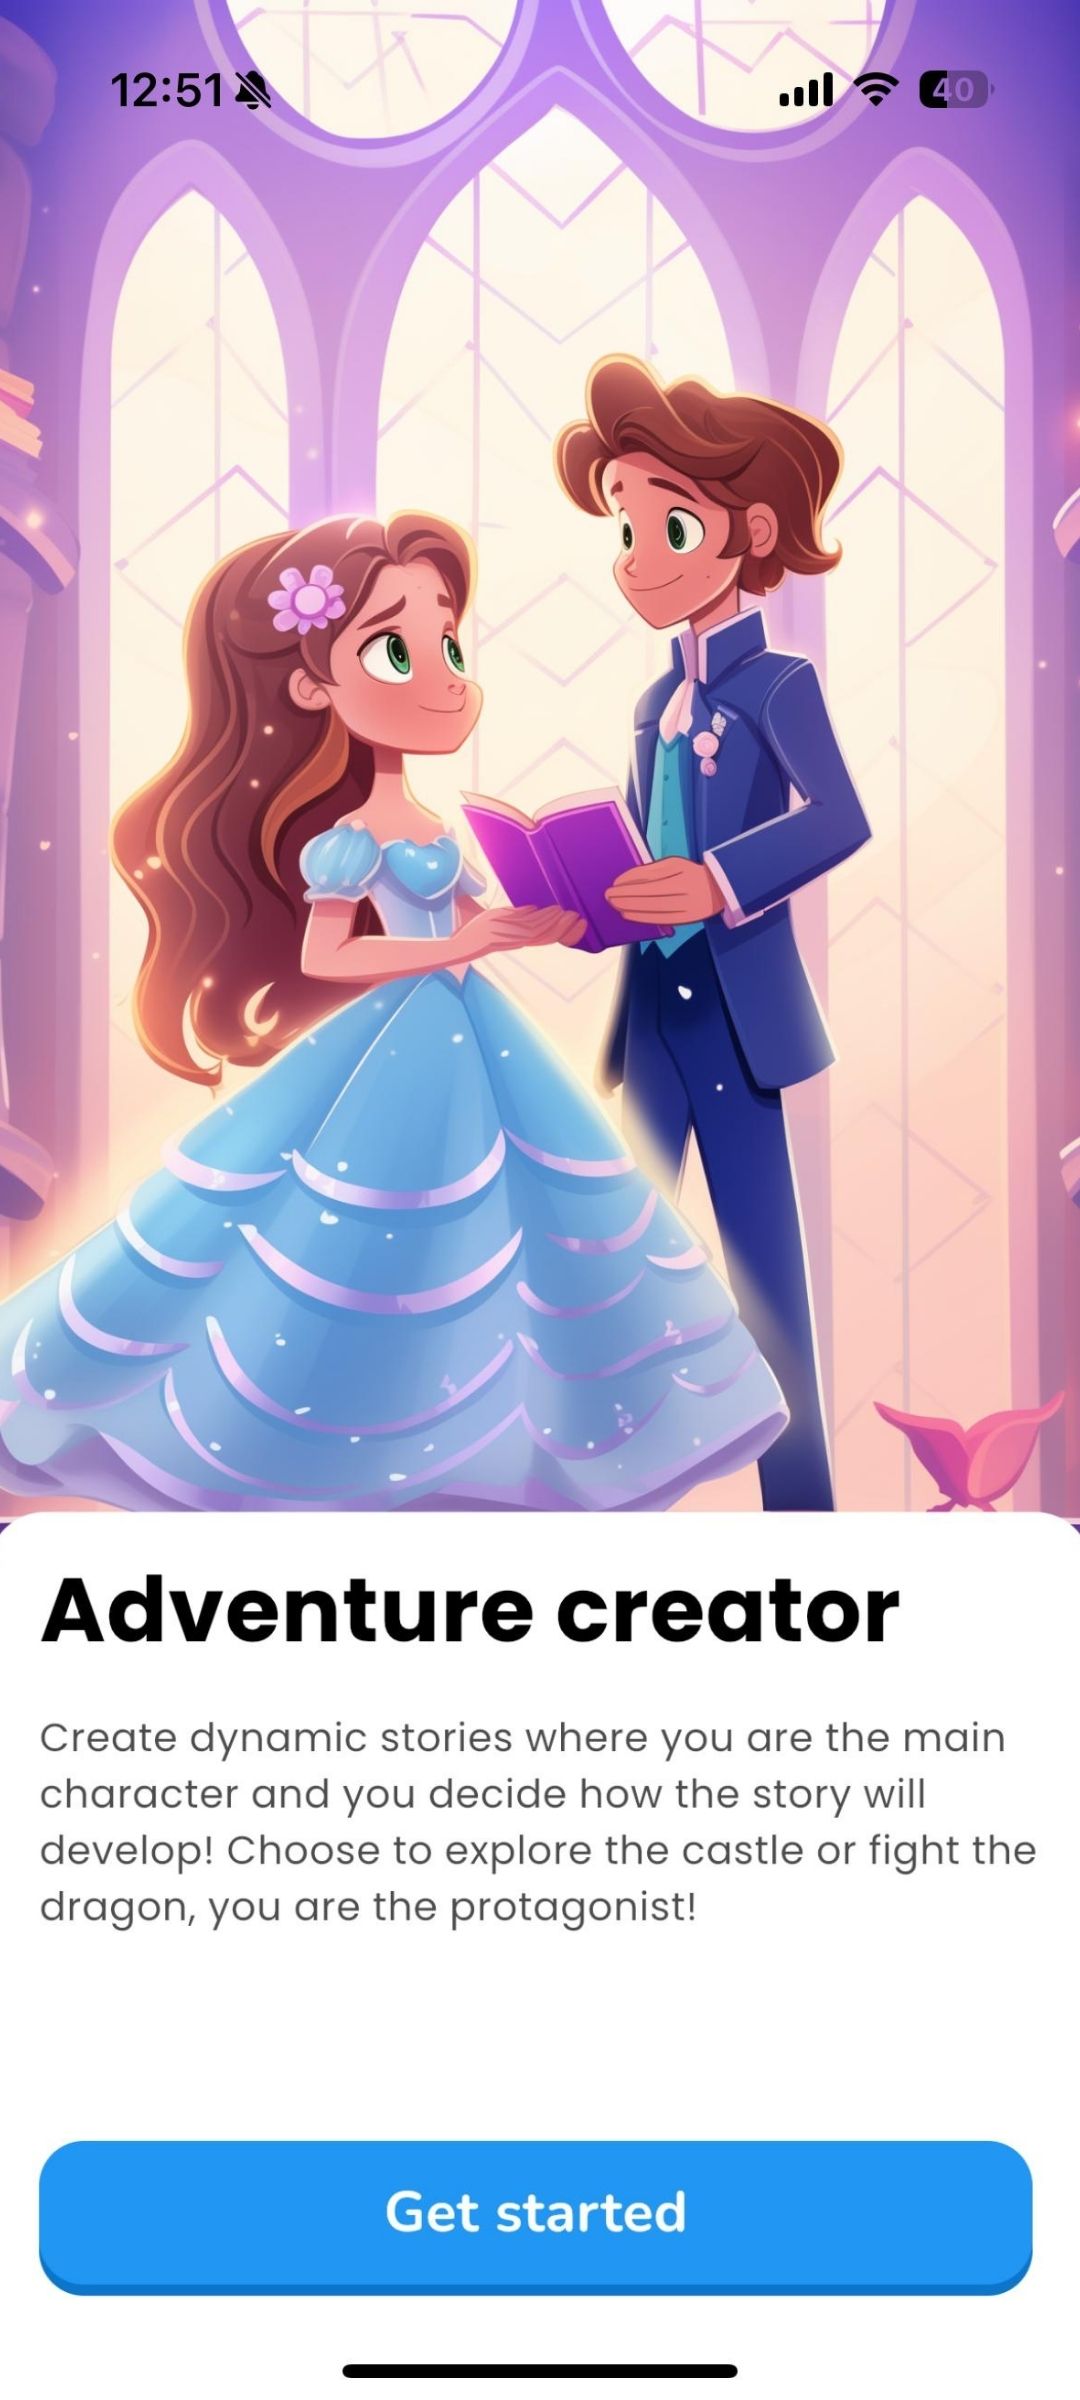 12:51
40
Adventure creator
Create dynamic stories where you are the main
character and you decide how the story will
develop! Choose to explore the castle or fight the
dragon, you are the protagonist!
Get started